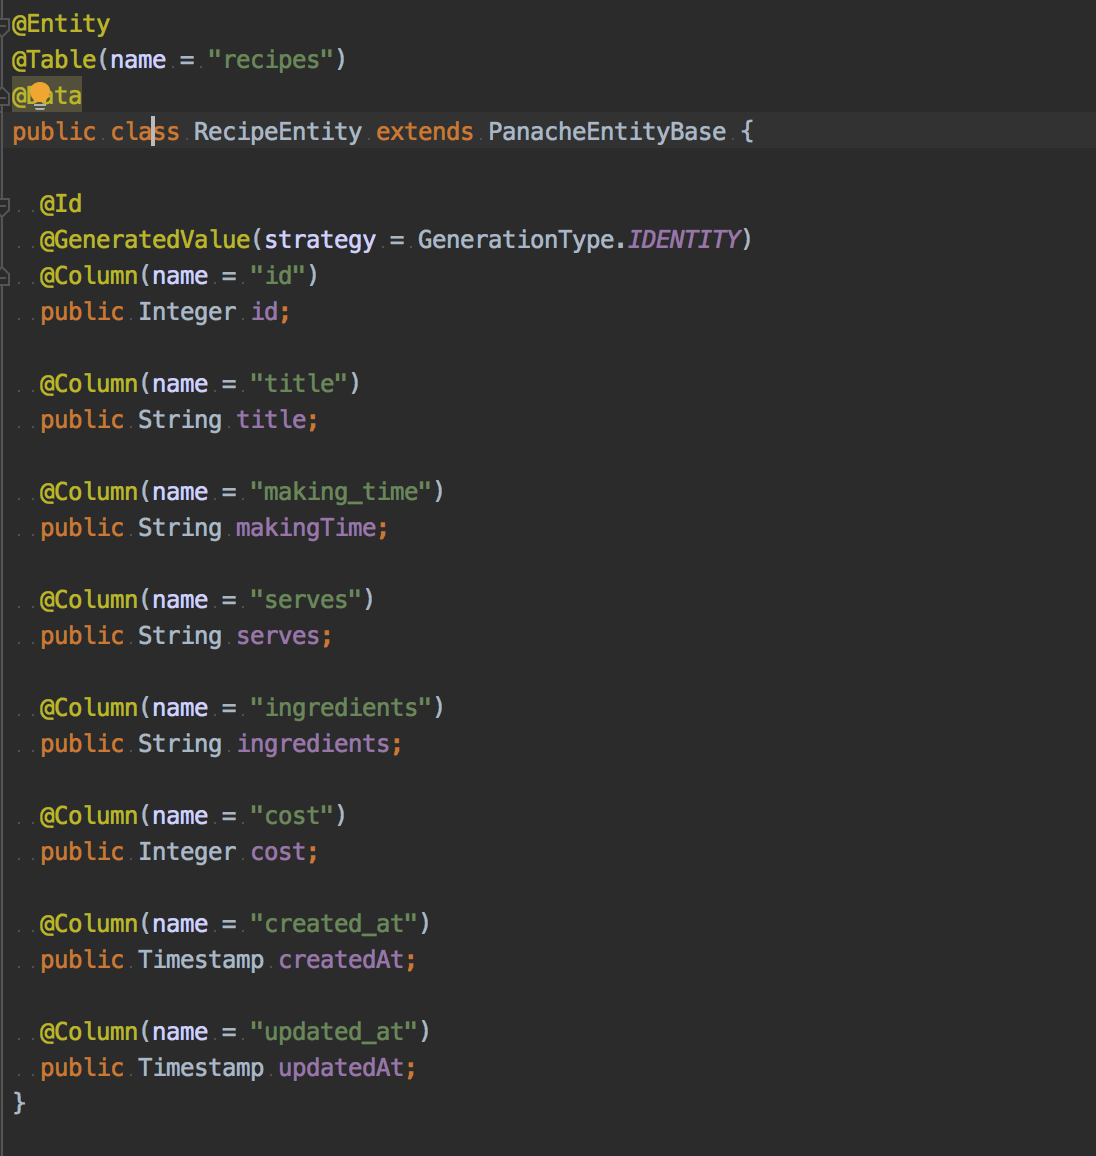 @Entity
@Table(name = "recipes")
@Data
public class RecipeEntity extends PanacheEntityBase {
@Id
@GeneratedValue(strategy = GenerationType.IDENTITY)
@Column(name = "id")
public Integer id;
@Column(name = "title")
public String title;
@Column(name = "making_time")
public String makingTime;
@Column(name = "serves")
public String serves;
@Column(name = "ingredients")
public String ingredients;
@Column(name = "cost")
public Integer cost;
@Column(name = "created_at")
public Timestamp createdAt;
@Column(name = "updated_at")
public Timestamp updatedAt;
}